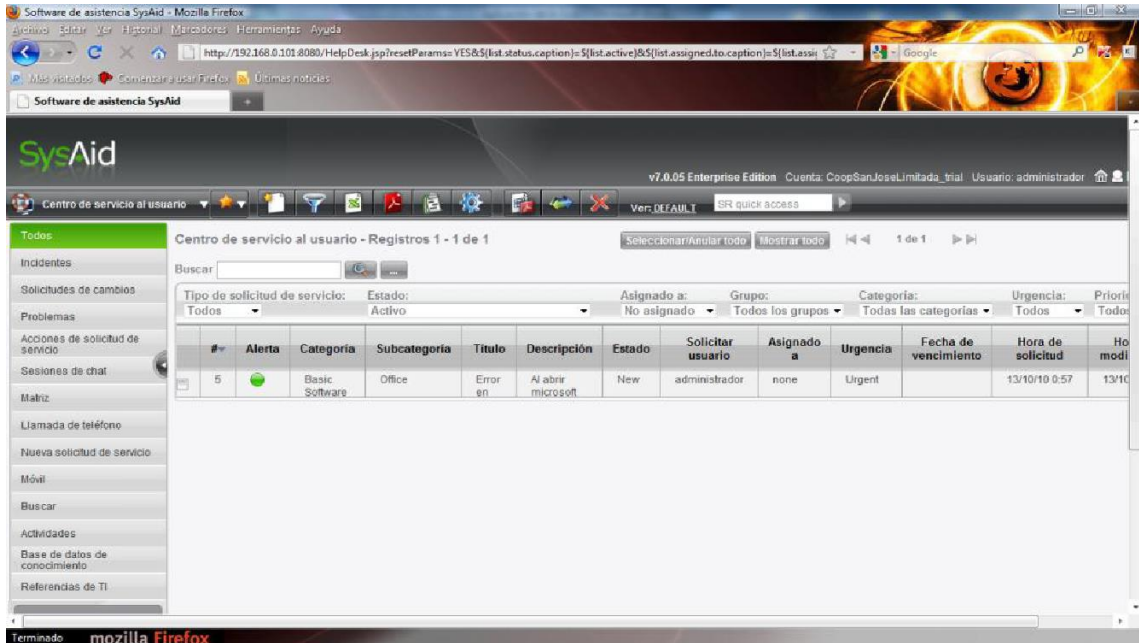 Software de asistencia SysAid - Mozilla Firefox
Archivo Editar Ver Historial Marcadores Herramientas Ayuda
http://192.168.0.101:8080/HelpDesk.jsp?resetParams=YES&${list.status.caption}=${list.active}&${list.assigned.to.caption}=${list.assi
Google
Más visitados Comenzar a usar Firefox Últimas noticias
Software de asistencia SysAid
SysAid
v7.0.05 Enterprise Edition Cuenta: CoopSanJoseLimitada_trial Usuario: administrador
Centro de servicio al usuario
Ver: DEFAULT
SR quick access
Todos
Incidentes
Solicitudes de cambios
Problemas
Acciones de solicitud de servicio
Sesiones de chat
Matriz
Llamada de teléfono
Nueva solicitud de servicio
Móvil
Buscar
Actividades
Base de datos de conocimiento
Referencias de TI
Centro de servicio al usuario - Registros 1 - 1 de 1
Seleccionar/Anular todo Mostrar todo 1 de 1
Buscar ...
Tipo de solicitud de servicio: Estado: Asignado a: Grupo: Categoría: Urgencia: Priori
Todos Activo No asignado Todos los grupos Todas las categorías Todos Todo
# Alerta Categoría Subcategoría Título Descripción Estado Solicitar usuario Asignado a Urgencia Fecha de vencimiento Hora de solicitud Ho modi
5 Basic Software Office Error en Al abrir microsoft New administrador none Urgent 13/10/10 0:57 13/10
Terminado mozilla Firefox